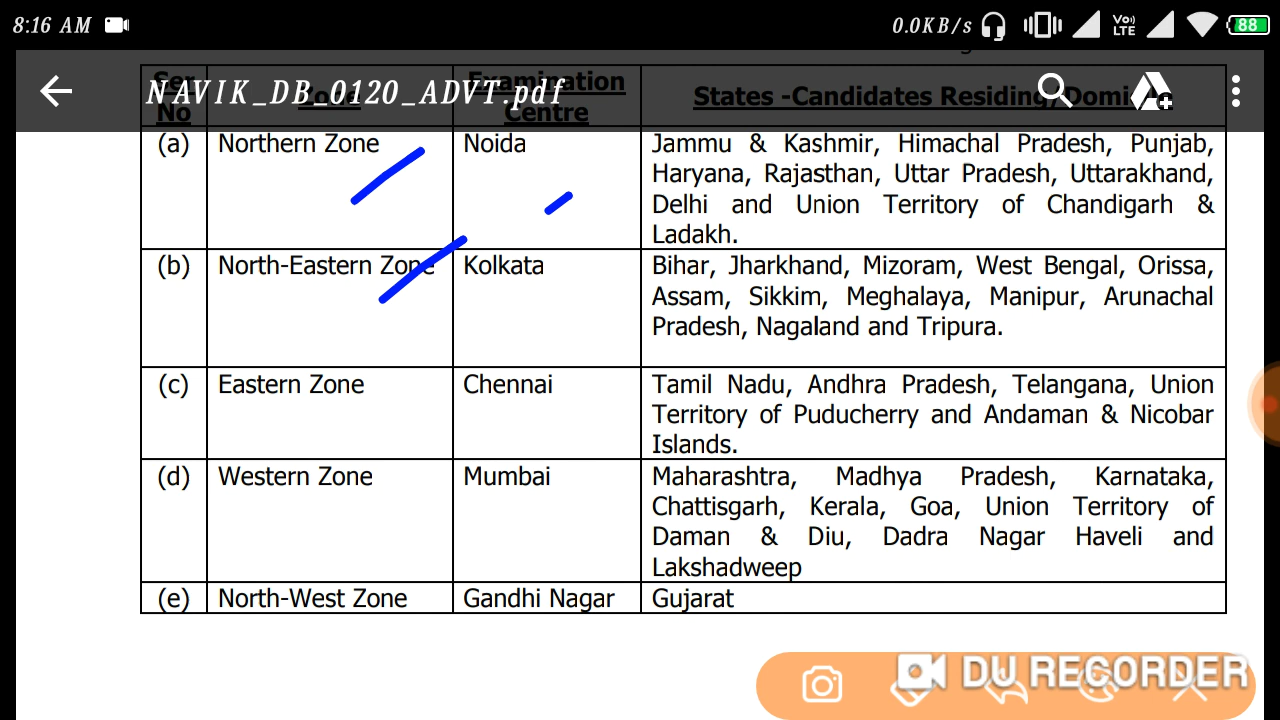 8:16 AM 0.0KB/s Vo) LTE 88
NAVIK_DB_0120_ADVT.pdf
Ser No Zone Examination Centre States -Candidates Residing/Domicile
(a) Northern Zone Noida Jammu & Kashmir, Himachal Pradesh, Punjab,
Haryana, Rajasthan, Uttar Pradesh, Uttarakhand,
Delhi and Union Territory of Chandigarh &
Ladakh.
(b) North-Eastern Zone Kolkata Bihar, Jharkhand, Mizoram, West Bengal, Orissa,
Assam, Sikkim, Meghalaya, Manipur, Arunachal
Pradesh, Nagaland and Tripura.
(c) Eastern Zone Chennai Tamil Nadu, Andhra Pradesh, Telangana, Union
Territory of Puducherry and Andaman & Nicobar
Islands.
(d) Western Zone Mumbai Maharashtra, Madhya Pradesh, Karnataka,
Chattisgarh, Kerala, Goa, Union Territory of
Daman & Diu, Dadra Nagar Haveli and
Lakshadweep
(e) North-West Zone Gandhi Nagar Gujarat
DU RECORDER